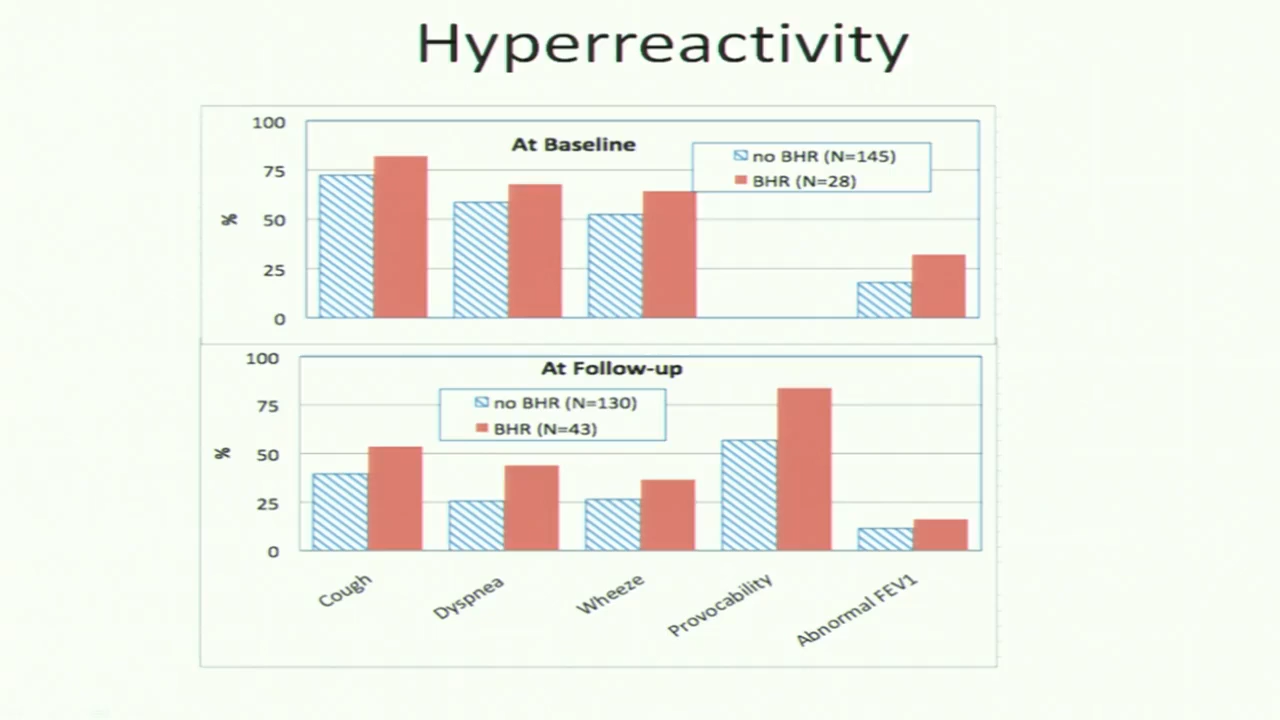 Hyperreactivity
At Baseline
no BHR (N=145)
BHR (N=28)
100
75
50
25
0
%
At Follow-up
no BHR (N=130)
BHR (N=43)
100
75
50
25
0
%
Cough
Dyspnea
Wheeze
Provocability
Abnormal FEV1